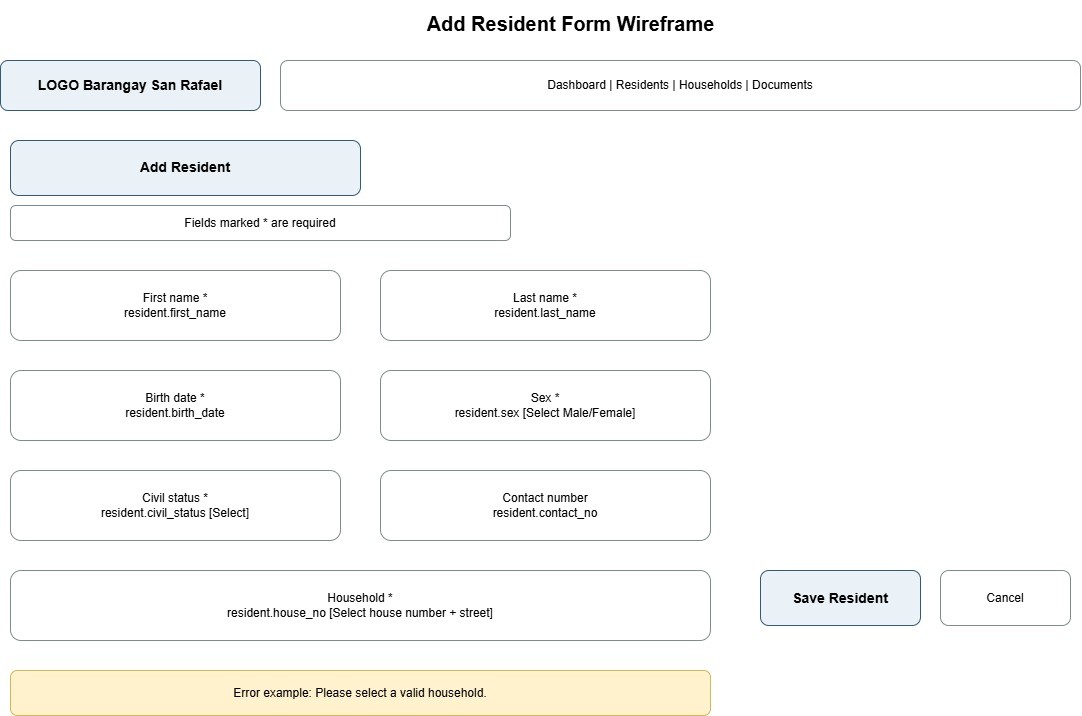 Add Resident Form Wireframe
LOGO Barangay San Rafael
Dashboard | Residents | Households | Documents
Add Resident
Fields marked * are required
First name *
resident.first_name
Last name *
resident.last_name
Birth date *
resident.birth_date
Sex *
resident.sex [Select Male/Female]
Civil status *
resident.civil_status [Select]
Contact number
resident.contact_no
Household *
resident.house_no [Select house number + street]
Save Resident
Cancel
Error example: Please select a valid household.